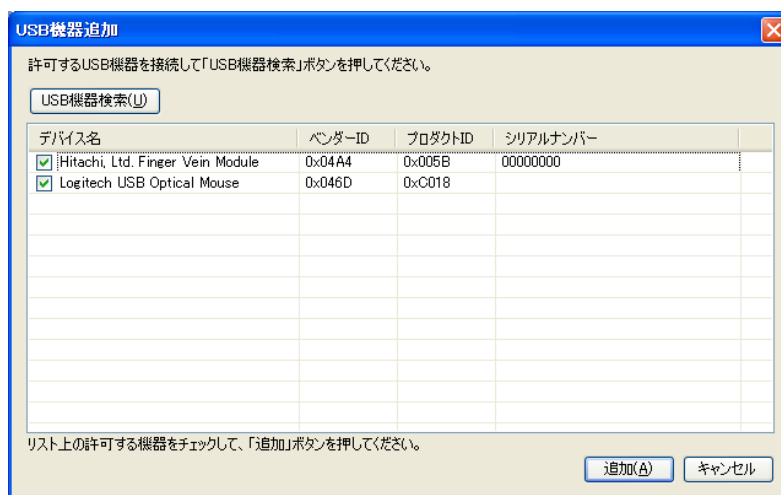 USB機器追加
許可するUSB機器を接続して「USB機器検索」ボタンを押してください。
USB機器検索(U)
デバイス名 ベンダーID プロダクトID シリアルナンバー
Hitachi, Ltd. Finger Vein Module 0x04A4 0x005B 00000000
Logitech USB Optical Mouse 0x046D 0xC018
リスト上の許可する機器をチェックして、「追加」ボタンを押してください。
追加(A) キャンセル